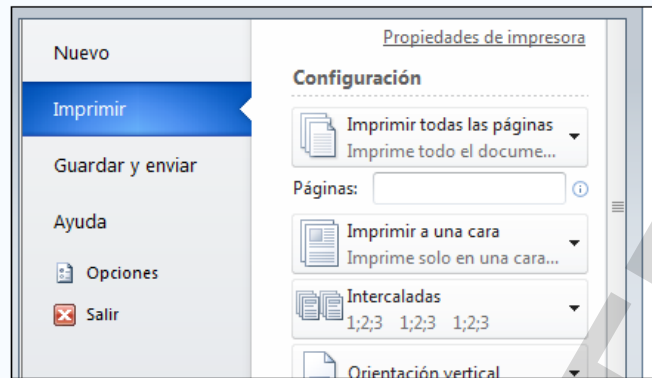 Nuevo
Imprimir
Guardar y enviar
Ayuda
Opciones
Salir
Propiedades de impresora
Configuración
Imprimir todas las páginas
Imprime todo el docume...
Páginas:
Imprimir a una cara
Imprime solo en una cara...
Intercaladas
1;2;3 1;2;3 1;2;3
Orientación vertical